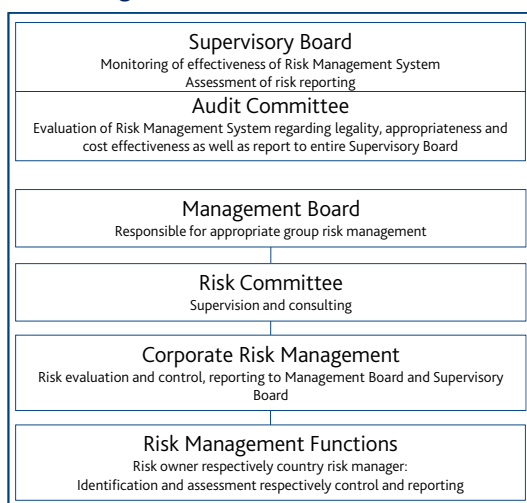 Supervisory Board
Monitoring of effectiveness of Risk Management System
Assessment of risk reporting
Audit Committee
Evaluation of Risk Management System regarding legality, appropriateness and
cost effectiveness as well as report to entire Supervisory Board
Management Board
Responsible for appropriate group risk management
Risk Committee
Supervision and consulting
Corporate Risk Management
Risk evaluation and control, reporting to Management Board and Supervisory
Board
Risk Management Functions
Risk owner respectively country risk manager:
Identification and assessment respectively control and reporting